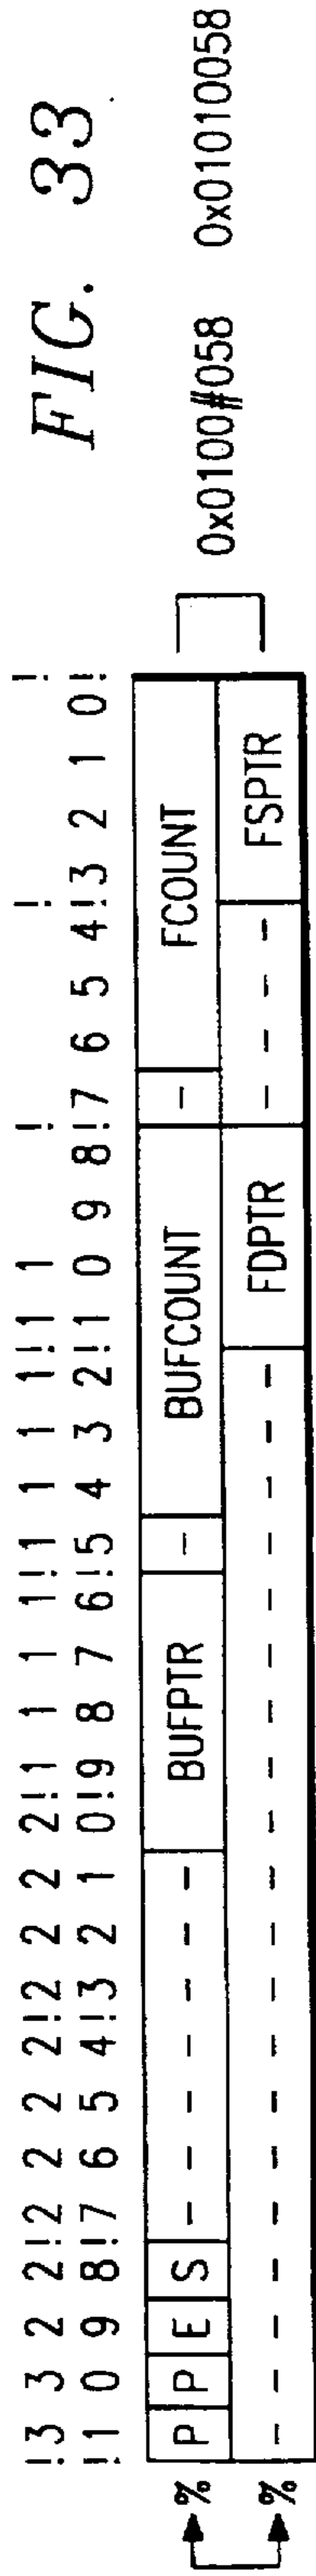 FIG. 33
!3 3 2 2!2 2 2 2!2 2 2 2!1 1 1 1!1 1 1 1!1 1 ! ! !
!1 0 9 8!7 6 5 4!3 2 1 0!9 8 7 6!5 4 3 2!1 0 9 8!7 6 5 4!3 2 1 0!
% P P E S - - - - - - - BUFPTR - BUFCOUNT - FCOUNT
0x0100#058 0x01010058
% - - - - - - - - - - - - - - - - - - - - FDPTR - - - - FSPTR